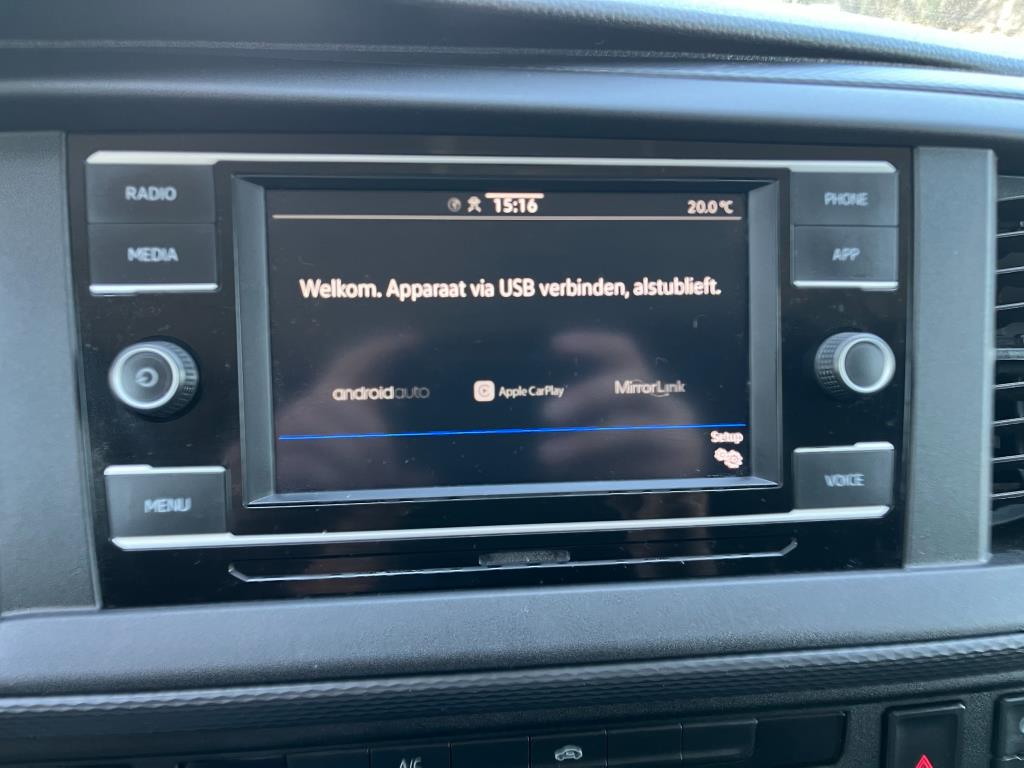 RADIO
MEDIA
MENU
15:16
20.0 °C
Welkom. Apparaat via USB verbinden, alstublieft.
androidauto
Apple CarPlay
MirrorLink
Setup
PHONE
APP
VOICE
A/C